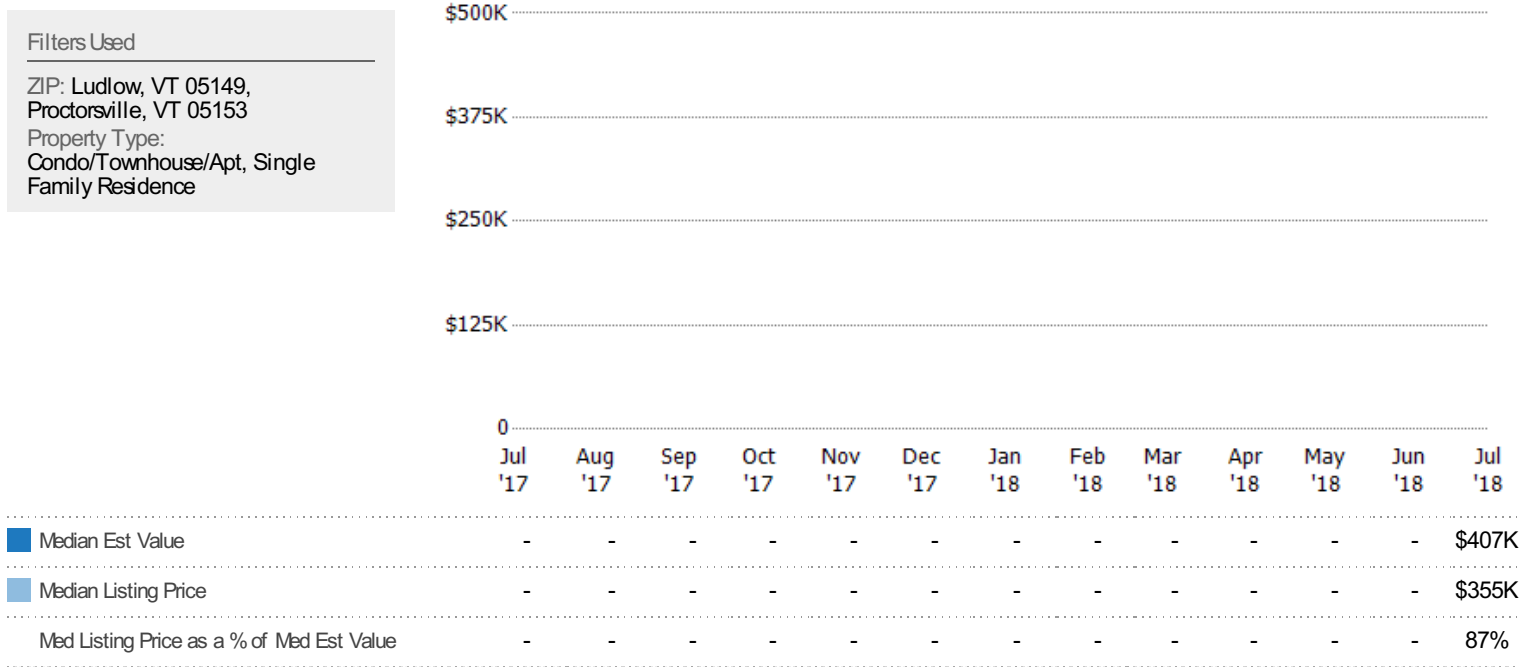 Filters Used
ZIP: Ludlow, VT 05149,
Proctorsville, VT 05153
Property Type:
Condo/Townhouse/Apt, Single
Family Residence
$500K
$375K
$250K
$125K
0
Jul Aug Sep Oct Nov Dec Jan Feb Mar Apr May Jun Jul
'17 '17 '17 '17 '17 '17 '18 '18 '18 '18 '18 '18 '18
Median Est Value - - - - - - - - - - - - $407K
Median Listing Price - - - - - - - - - - - - $355K
Med Listing Price as a % of Med Est Value - - - - - - - - - - - - 87%